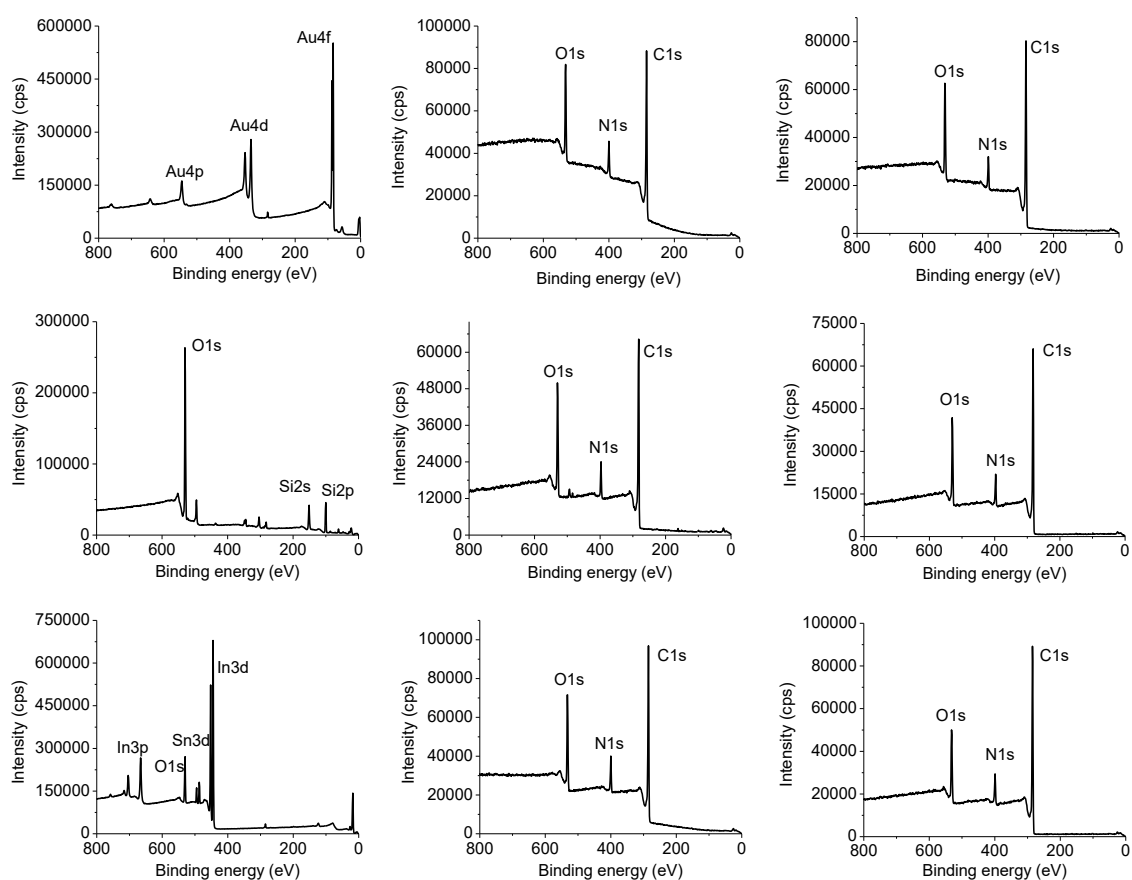 600000
450000
300000
150000
0
Intensity (cps)
Au4p
Au4d
Au4f
800 600 400 200 0
Binding energy (eV)
100000
80000
60000
40000
20000
0
Intensity (cps)
O1s
N1s
C1s
800 600 400 200 0
Binding energy (eV)
80000
60000
40000
20000
0
Intensity (cps)
O1s
N1s
C1s
800 600 400 200 0
Binding energy (eV)
300000
200000
100000
50000
0
Intensity (cps)
O1s
Si2s
Si2p
800 600 400 200 0
Binding energy (eV)
60000
48000
36000
24000
12000
0
Intensity (cps)
O1s
N1s
C1s
800 600 400 200 0
Binding energy (eV)
75000
60000
45000
30000
15000
0
Intensity (cps)
O1s
N1s
C1s
800 600 400 200 0
Binding energy (eV)
750000
600000
450000
300000
150000
0
Intensity (cps)
In3p
O1s
Sn3d
In3d
800 600 400 200 0
Binding energy (eV)
100000
80000
60000
40000
20000
0
Intensity (cps)
O1s
N1s
C1s
800 600 400 200 0
Binding energy (eV)
100000
80000
60000
40000
20000
0
Intensity (cps)
O1s
N1s
C1s
800 600 400 200 0
Binding energy (eV)